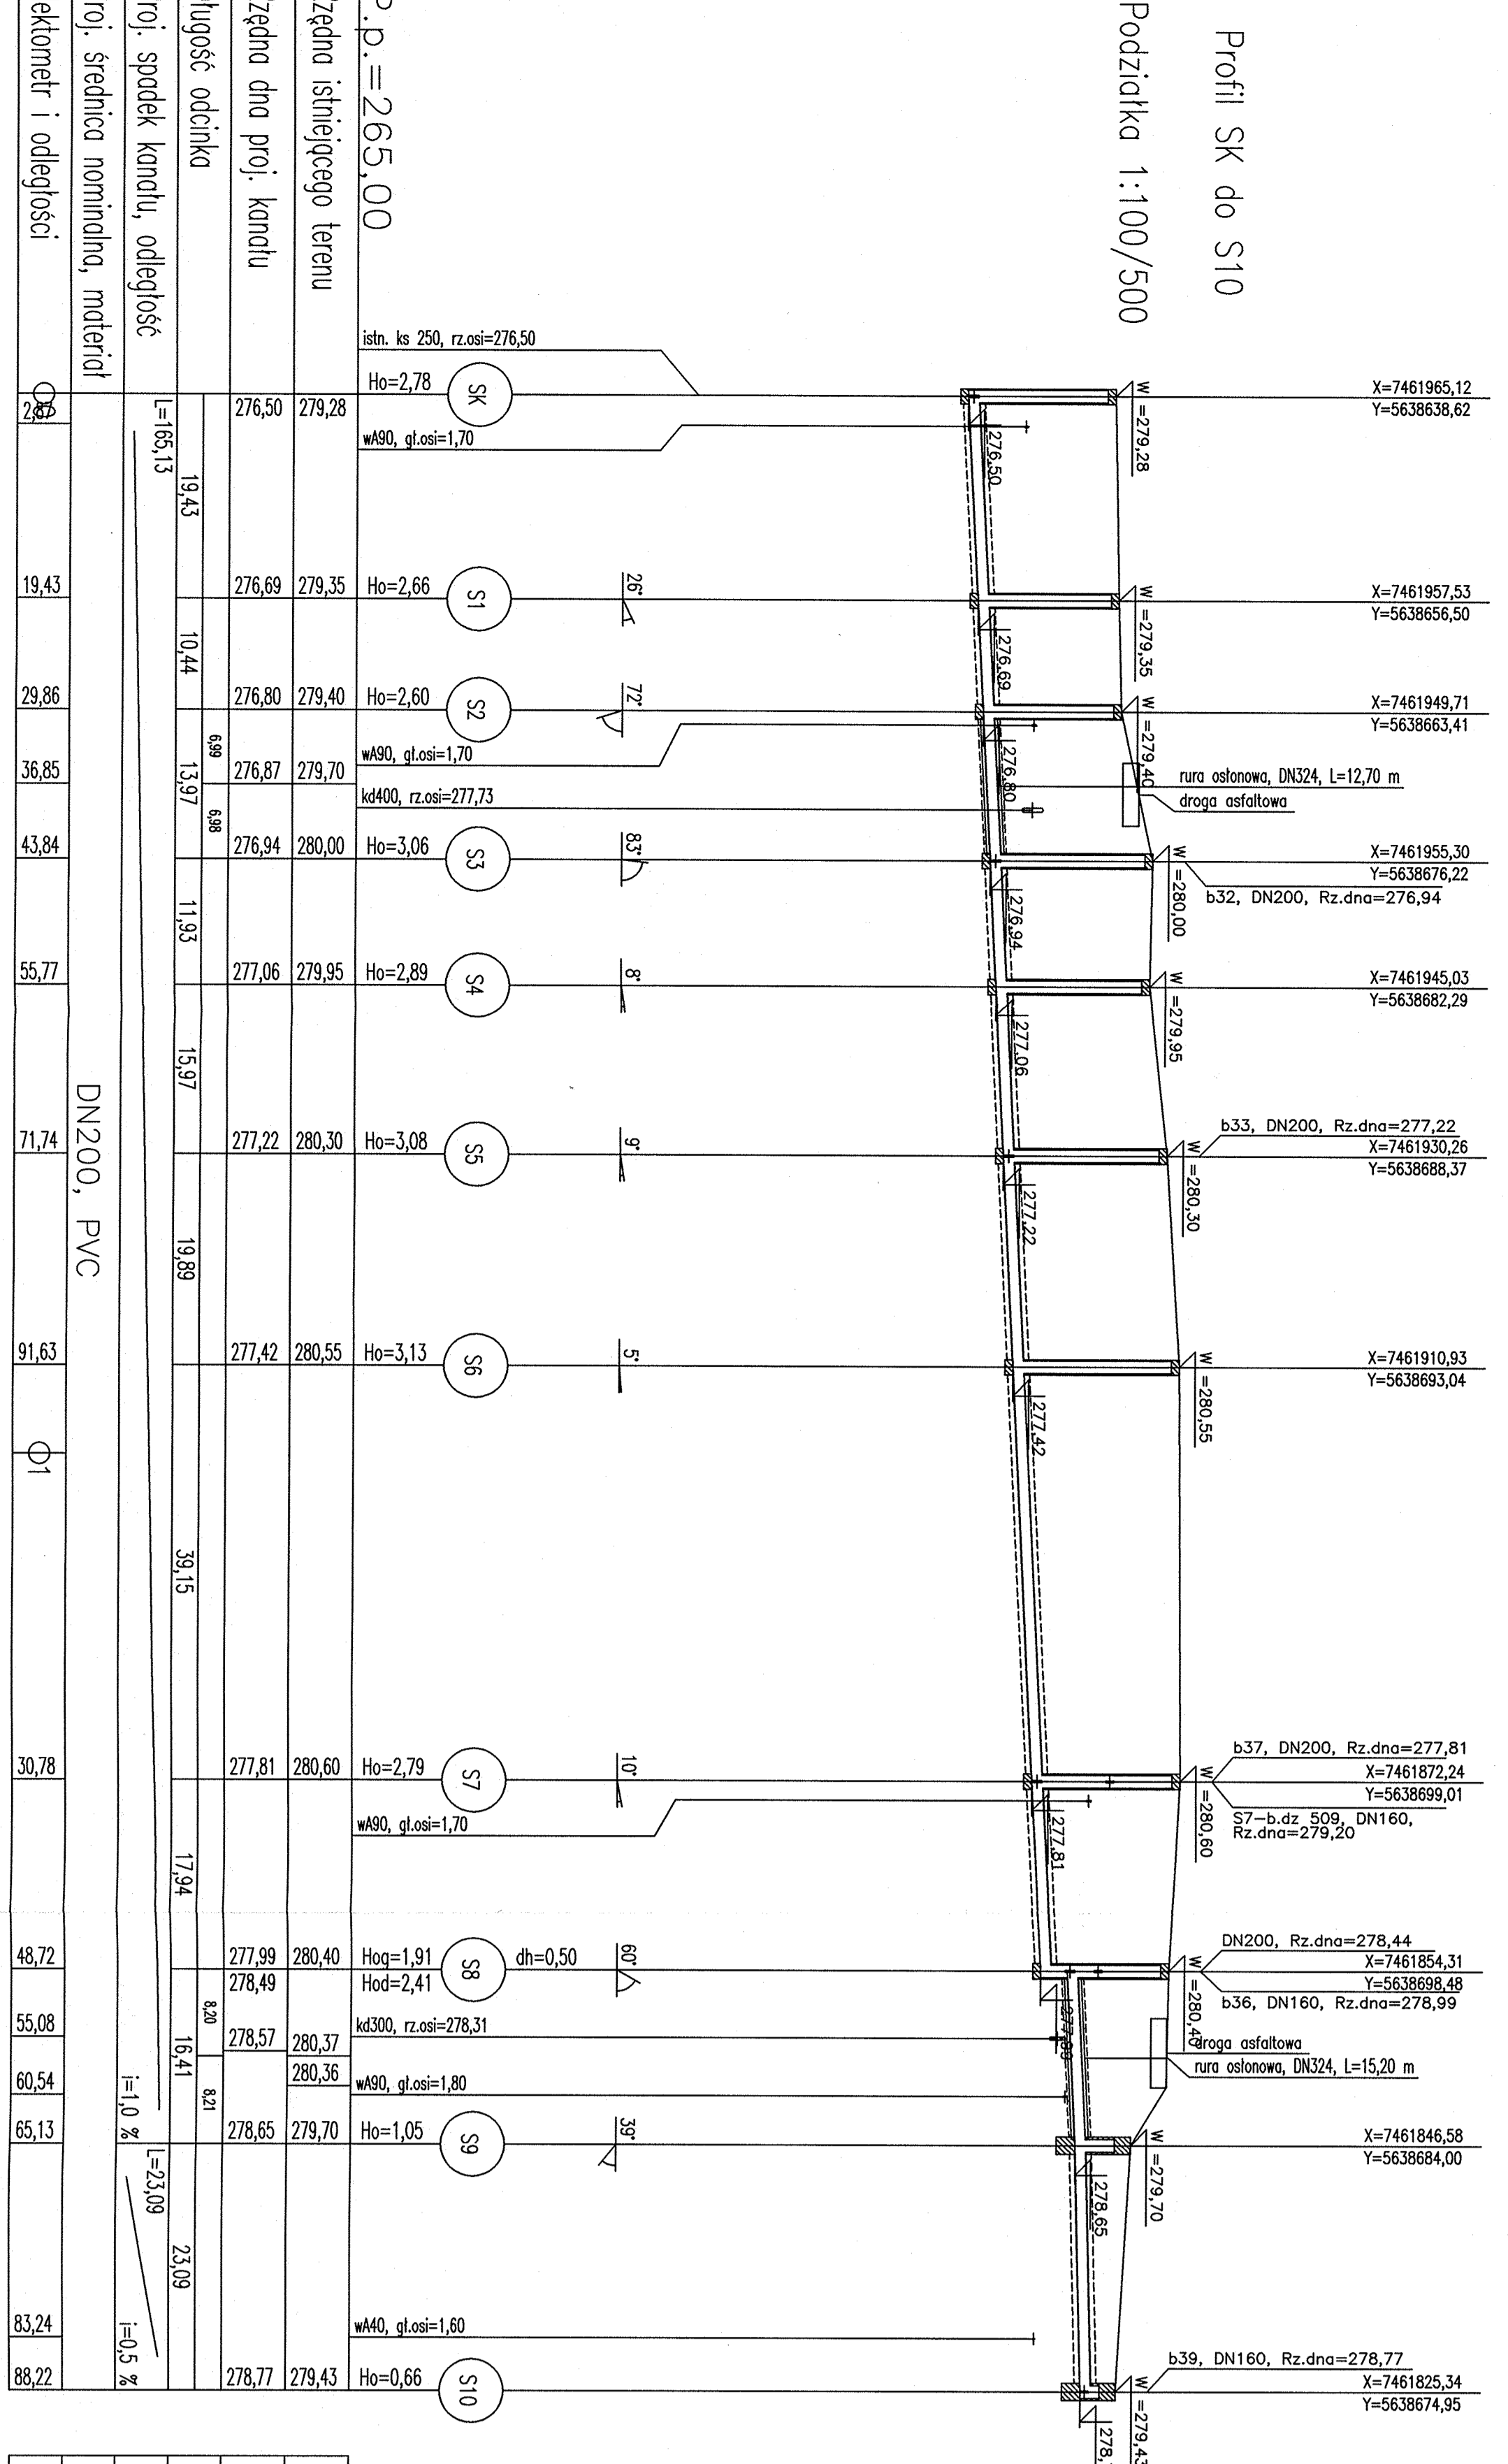 Profil SK do S10
Podziałka 1:100/500
X=7461965,12
Y=5638638,62
X=7461957,53
Y=5638656,50
X=7461949,71
Y=5638663,41
rura osłonowa, DN324, L=12,70 m
droga asfaltowa
X=7461955,30
Y=5638676,22
b32, DN200, Rz.dna=276,94
X=7461945,03
Y=5638682,29
b33, DN200, Rz.dna=277,22
X=7461930,26
Y=5638688,37
X=7461910,93
Y=5638693,04
b37, DN200, Rz.dna=277,81
X=7461872,24
Y=5638699,01
S7-b.dz 509, DN160,
Rz.dna=279,20
DN200, Rz.dna=278,44
X=7461854,31
Y=5638698,48
b36, DN160, Rz.dna=278,99
droga asfaltowa
rura osłonowa, DN324, L=15,20 m
X=7461846,58
Y=5638684,00
b39, DN160, Rz.dna=278,77
X=7461825,34
Y=5638674,95
W =279,28
W =279,35
W =279,40
W =280,00
W =279,95
W =280,30
W =280,55
W =280,60
W =280,40
W =279,70
W =279,43
276,50
276,69
276,80
276,94
277,06
277,22
277,42
277,81
278,65
26°
72°
83°
8°
9°
5°
10°
60°
39°
SK
S1
S2
S3
S4
S5
S6
S7
S8
dh=0,50
S9
S10
P.p.=265,00
istn. ks 250, rz.osi=276,50
Ho=2,78
wA90, gł.osi=1,70
Ho=2,66
Ho=2,60
wA90, gł.osi=1,70
kd400, rz.osi=277,73
Ho=3,06
Ho=2,89
Ho=3,08
Ho=3,13
Ho=2,79
wA90, gł.osi=1,70
Hog=1,91
Hod=2,41
kd300, rz.osi=278,31
wA90, gł.osi=1,80
Ho=1,05
wA40, gł.osi=1,60
Ho=0,66
zędna istniejącego terenu
279,28 279,35 279,40 279,70 280,00 279,95 280,30 280,55 280,60 280,40 280,37 280,36 279,70 279,43
zędna dna proj. kanału
276,50 276,69 276,80 276,87 276,94 277,06 277,22 277,42 277,81 277,99 278,49 278,57 278,65 278,77
ługość odcinka
6,99 6,98 8,20 8,21
19,43 10,44 13,97 11,93 15,97 19,89 39,15 17,94 16,41 23,09
roj. spadek kanału, odległość
L=165,13 i=1,0 % L=23,09 i=0,5 %
roj. średnica nominalna, materiał
DN200, PVC
ektometr i odległości
2,87 19,43 29,86 36,85 43,84 55,77 71,74 91,63 1 30,78 48,72 55,08 60,54 65,13 83,24 88,22